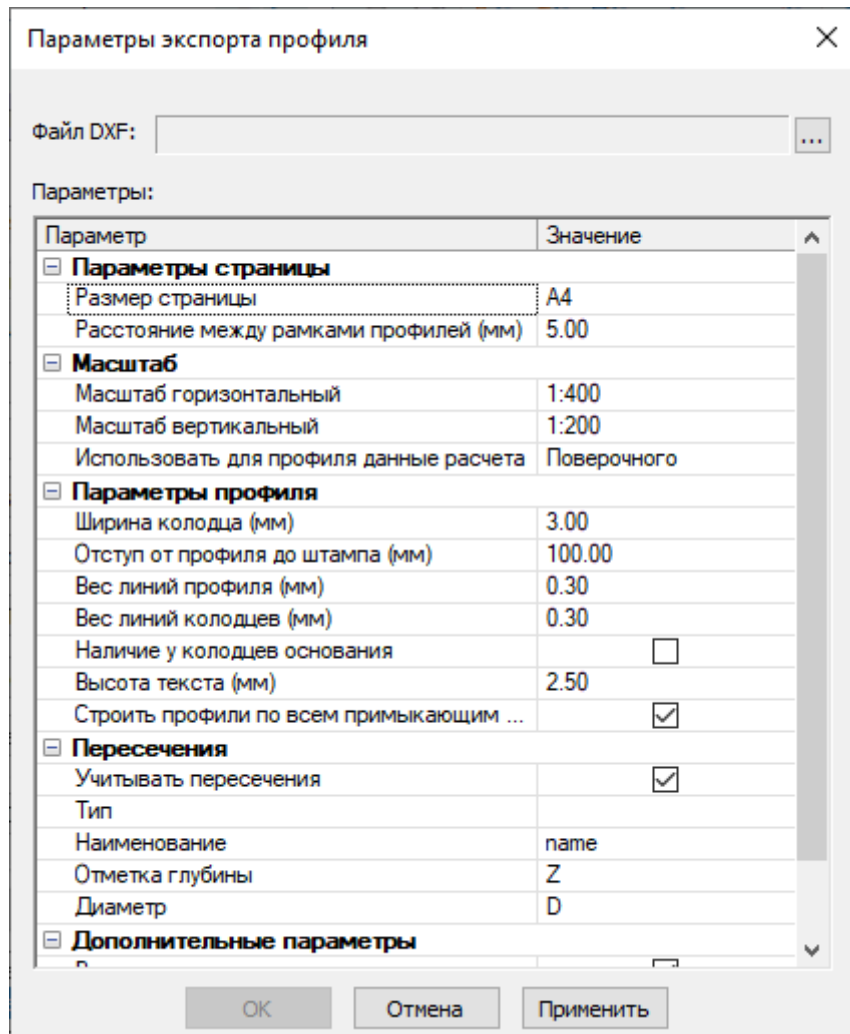 Параметры экспорта профиля
Файл DXF:
...
Параметры:
Параметр Значение
Параметры страницы
Размер страницы A4
Расстояние между рамками профилей (мм) 5.00
Масштаб
Масштаб горизонтальный 1:400
Масштаб вертикальный 1:200
Использовать для профиля данные расчета Поверочного
Параметры профиля
Ширина колодца (мм) 3.00
Отступ от профиля до штампа (мм) 100.00
Вес линий профиля (мм) 0.30
Вес линий колодцев (мм) 0.30
Наличие у колодцев основания
Высота текста (мм) 2.50
Строить профили по всем примыкающим ...
Пересечения
Учитывать пересечения
Тип
Наименование name
Отметка глубины Z
Диаметр D
Дополнительные параметры
OK Отмена Применить